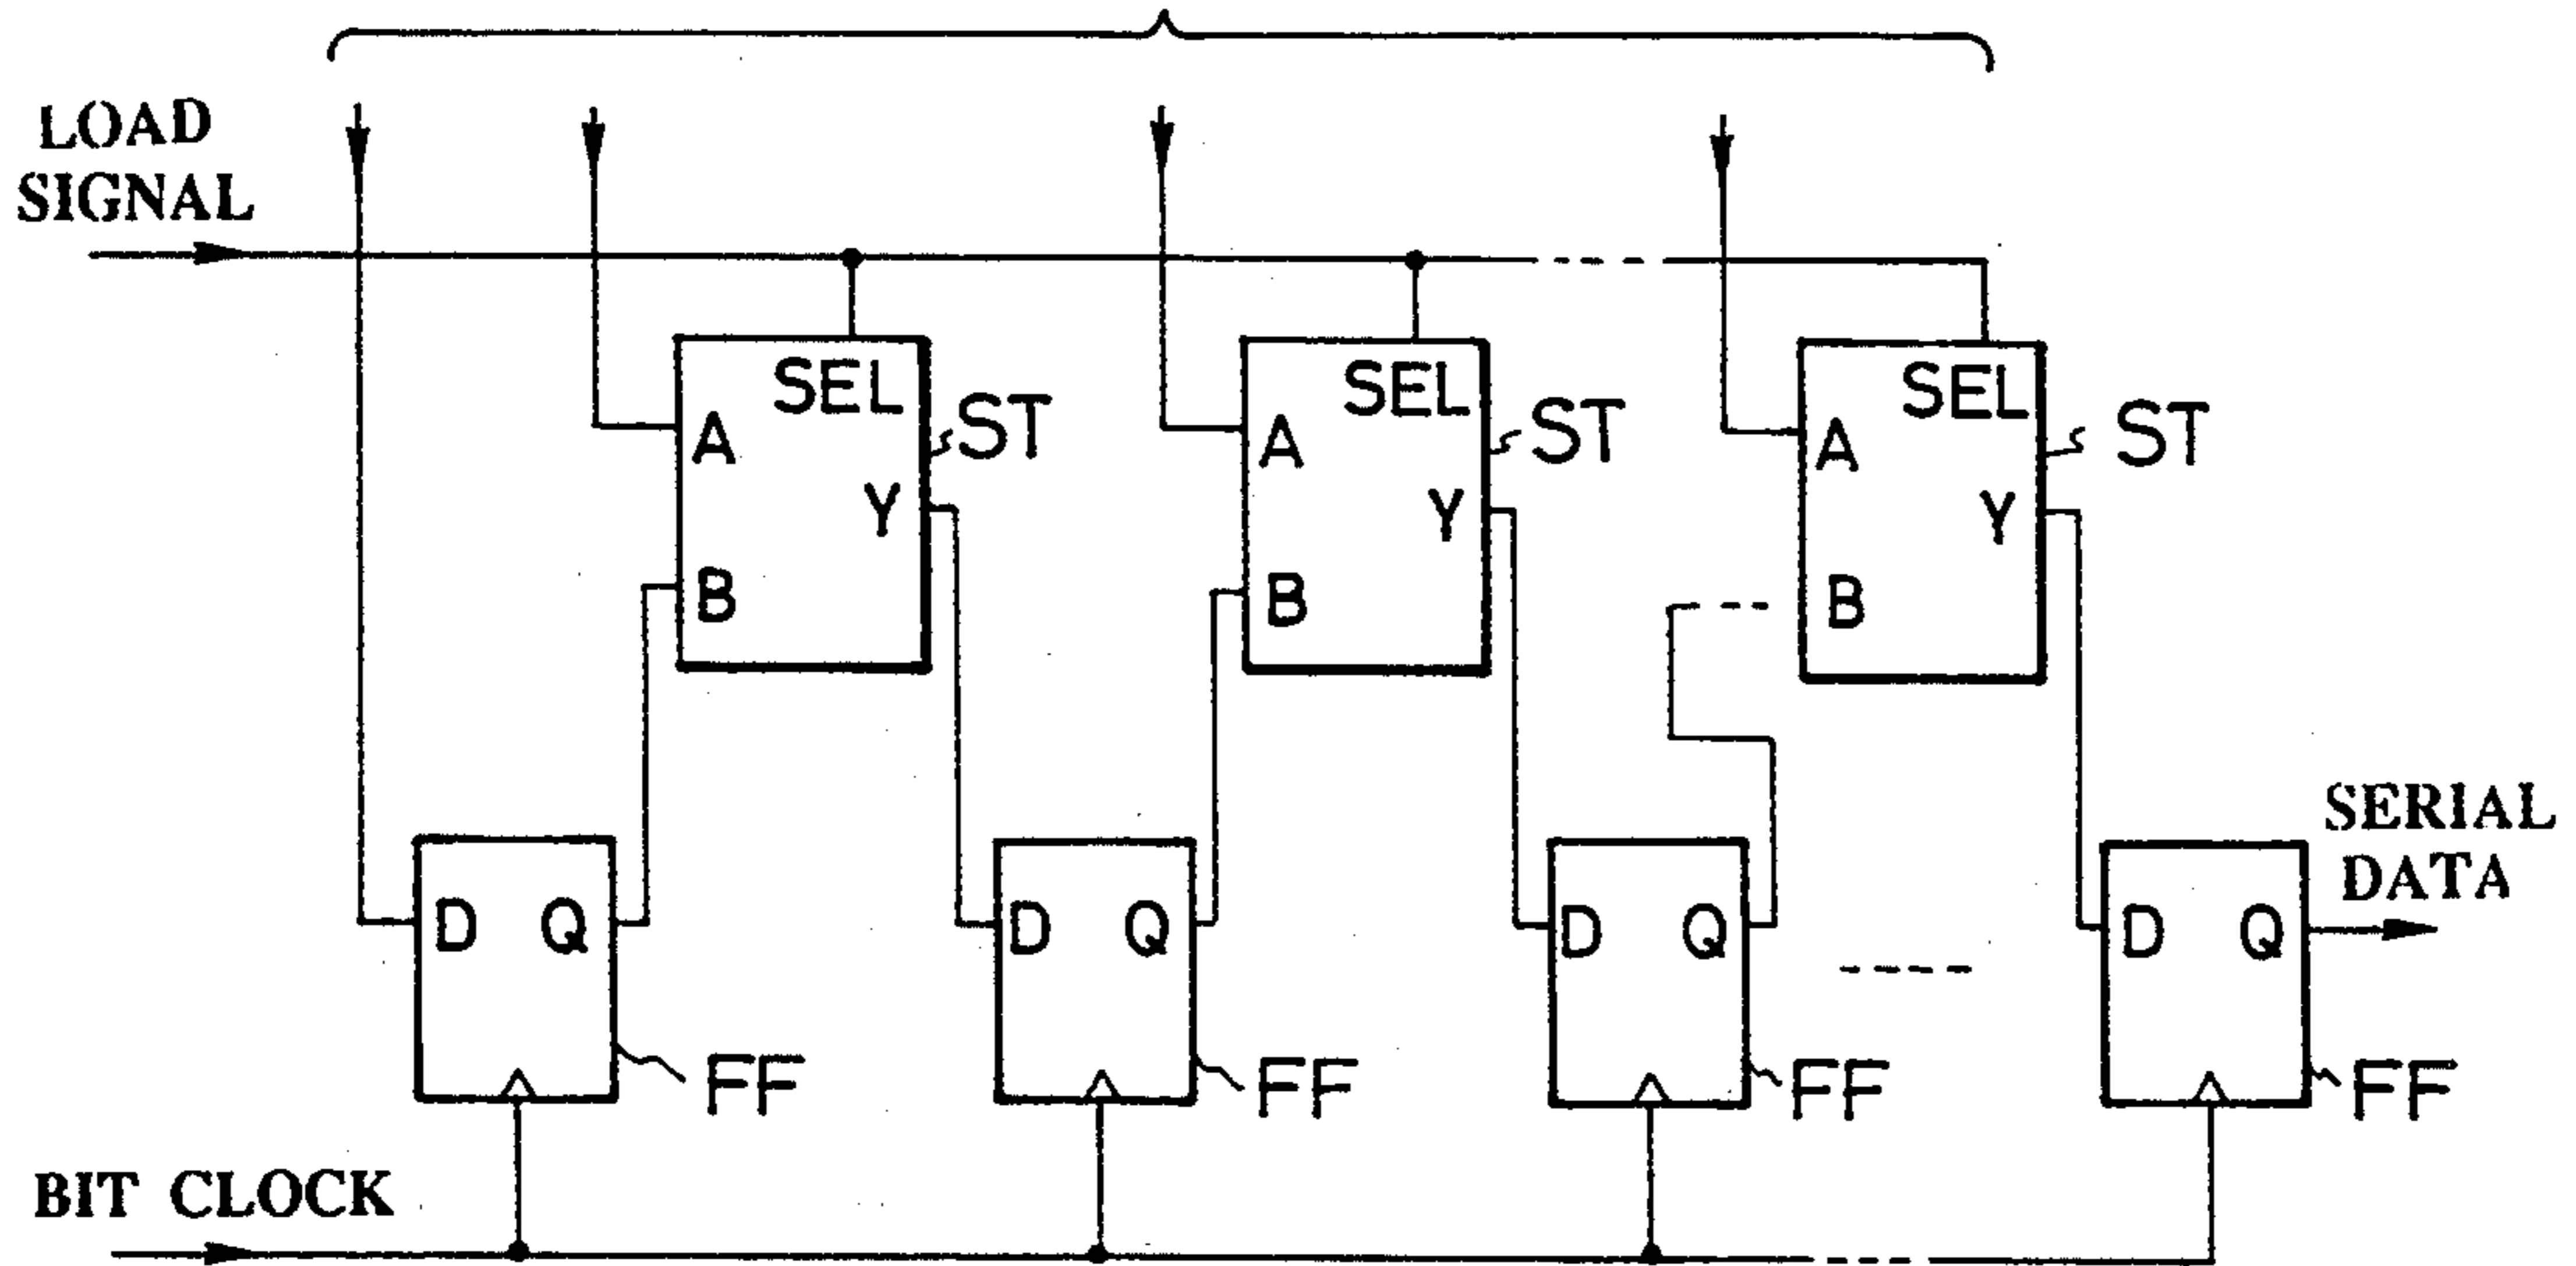 LOAD
SIGNAL
SEL
A
Y
B
ST
SEL
A
Y
B
ST
SEL
A
Y
B
ST
D Q
FF
D Q
FF
D Q
FF
D Q
FF
SERIAL
DATA
BIT CLOCK